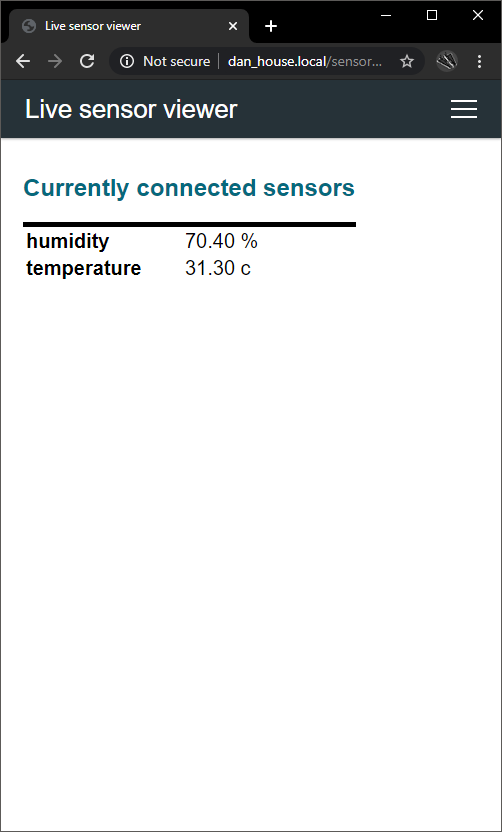 Live sensor viewer
Not secure | dan_house.local/sensor...
Live sensor viewer
Currently connected sensors
humidity 70.40 %
temperature 31.30 c